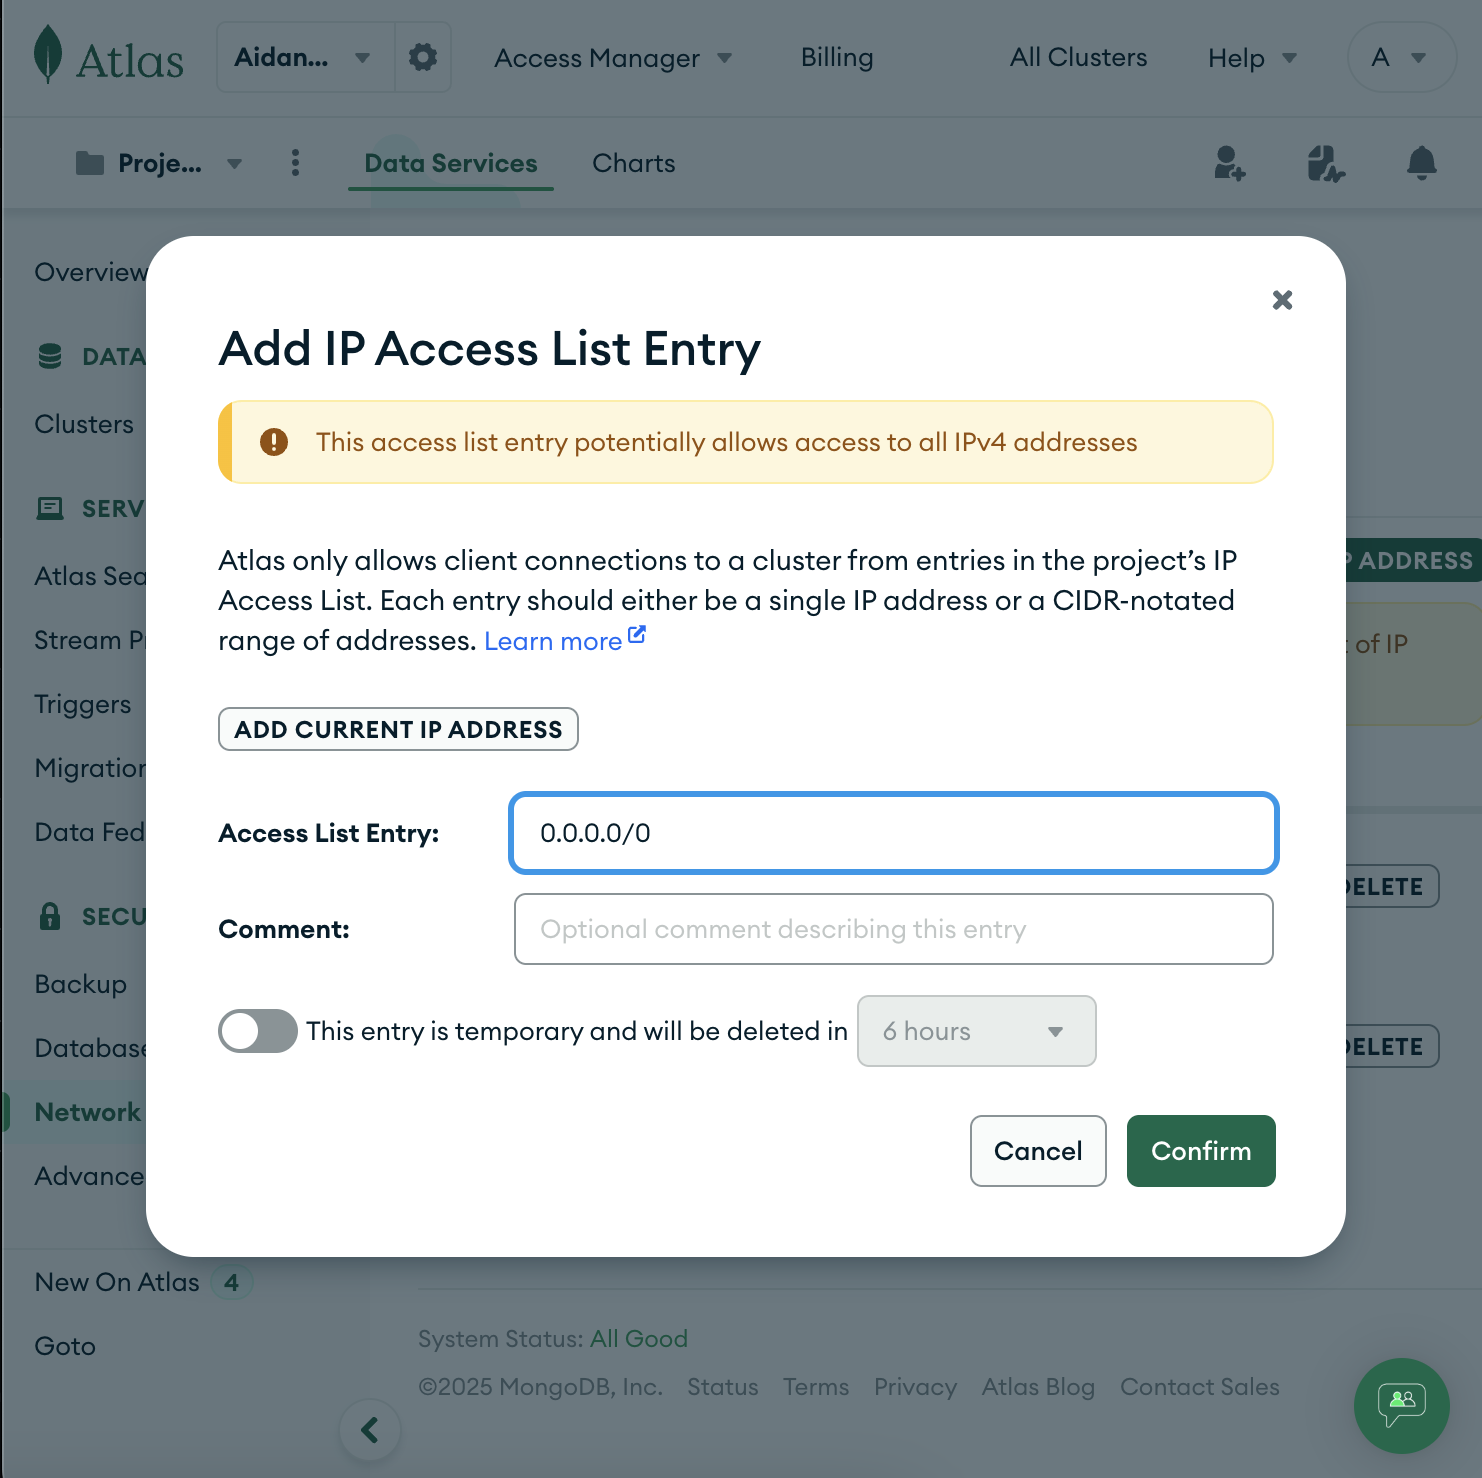 Atlas
Aidan...
Access Manager
Billing
All Clusters
Help
A
Proje...
Data Services
Charts
Overview
DATA
Clusters
SERV
Atlas Sea
Stream Pr
Triggers
Migration
Data Fed
SECU
Backup
Database
Network
Advance
New On Atlas 4
Goto
Add IP Access List Entry
This access list entry potentially allows access to all IPv4 addresses
Atlas only allows client connections to a cluster from entries in the project’s IP
Access List. Each entry should either be a single IP address or a CIDR-notated
range of addresses. Learn more
ADD CURRENT IP ADDRESS
Access List Entry:
0.0.0.0/0
Comment:
Optional comment describing this entry
This entry is temporary and will be deleted in
6 hours
Cancel
Confirm
P ADDRESS
of IP
DELETE
DELETE
System Status: All Good
©2025 MongoDB, Inc.
Status
Terms
Privacy
Atlas Blog
Contact Sales